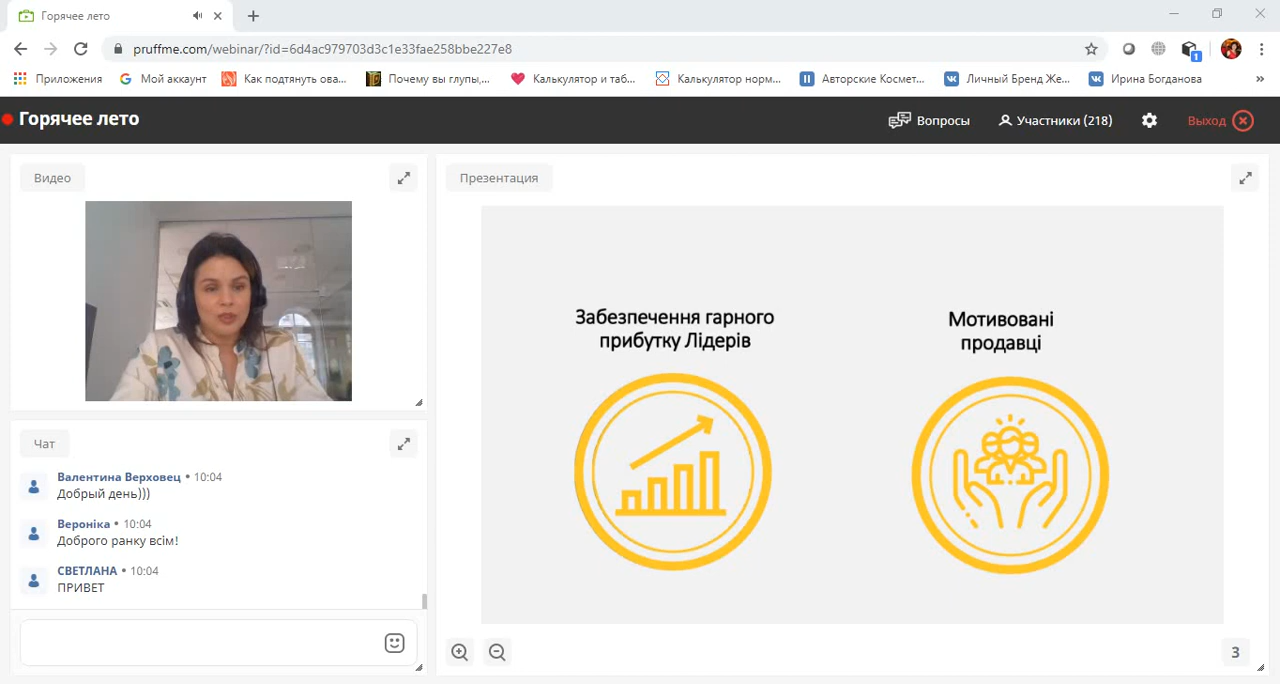 Горячее лето
pruffme.com/webinar/?id=6d4ac979703d3c1e33fae258bbe227e8
Приложения
Мой аккаунт
Как подтянуть ова...
Почему вы глупы,...
Калькулятор и таб...
Калькулятор норм...
Авторские Космет...
Личный Бренд Же...
Ирина Богданова
»
1
Горячее лето
Вопросы
Участники (218)
Выход
Видео
Презентация
Забезпечення гарного
прибутку Лідерів
Мотивовані
продавці
Чат
Валентина Верховец • 10:04
Добрый день)))
Вероніка • 10:04
Доброго ранку всім!
СВЕТЛАНА • 10:04
ПРИВЕТ
3